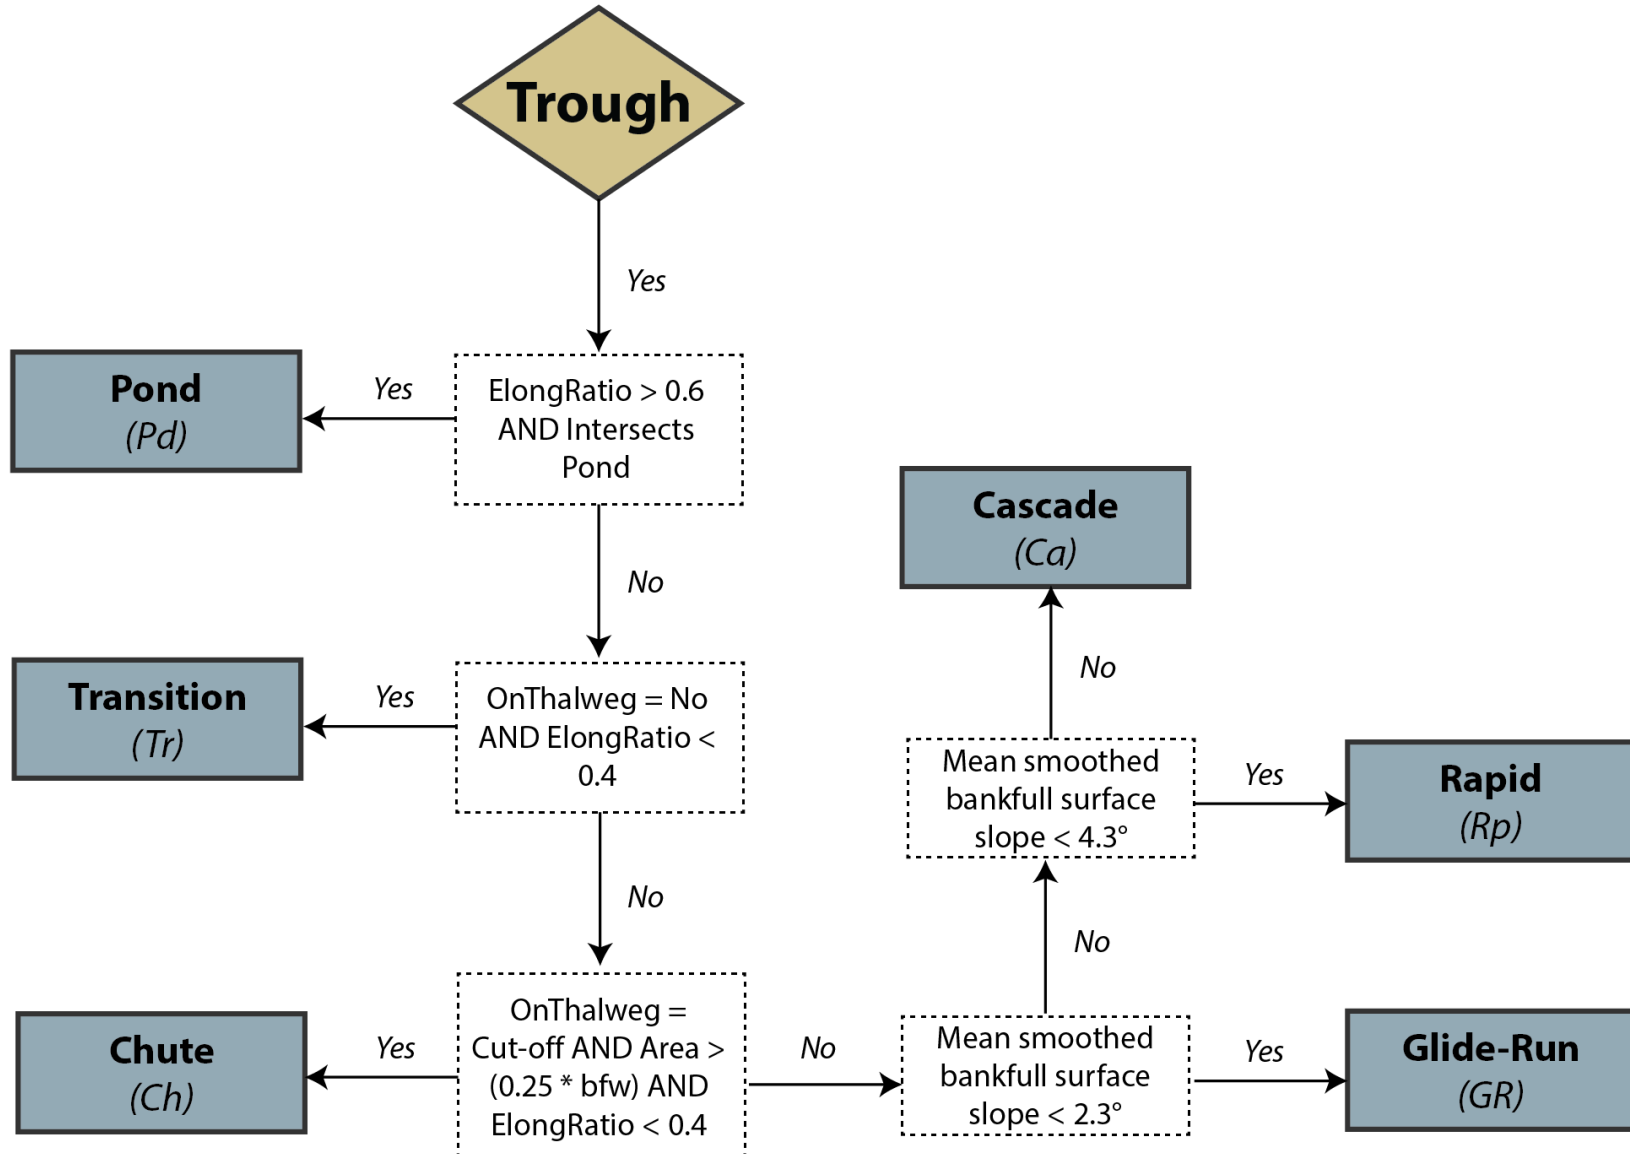 Trough
Yes
ElongRatio > 0.6
AND Intersects
Pond
Yes
Pond
(Pd)
No
OnThalweg = No
AND ElongRatio <
0.4
Yes
Transition
(Tr)
No
OnThalweg =
Cut-off AND Area >
(0.25 * bfw) AND
ElongRatio < 0.4
Yes
Chute
(Ch)
No
Mean smoothed
bankfull surface
slope < 2.3°
Yes
Glide-Run
(GR)
No
Mean smoothed
bankfull surface
slope < 4.3°
Yes
Rapid
(Rp)
No
Cascade
(Ca)